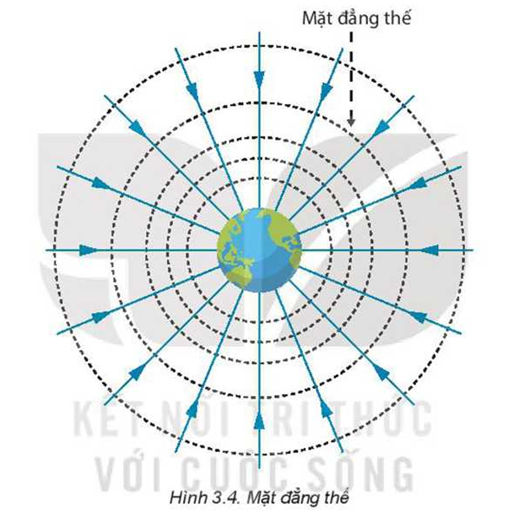 Mặt đẳng thế
KẾT NỐI TRI THỨC
VỚI CUỘC SỐNG
Hình 3.4. Mặt đẳng thế